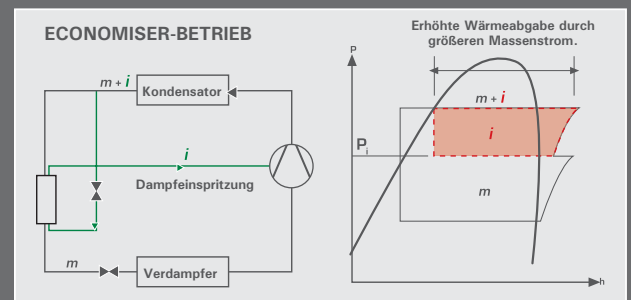 ECONOMISER-BETRIEB
m + i
Kondensator
i
Dampfeinspritzung
m
Verdampfer
Erhöhte Wärmeabgabe durch
größeren Massenstrom.
P
m + i
i
Pi
m
h